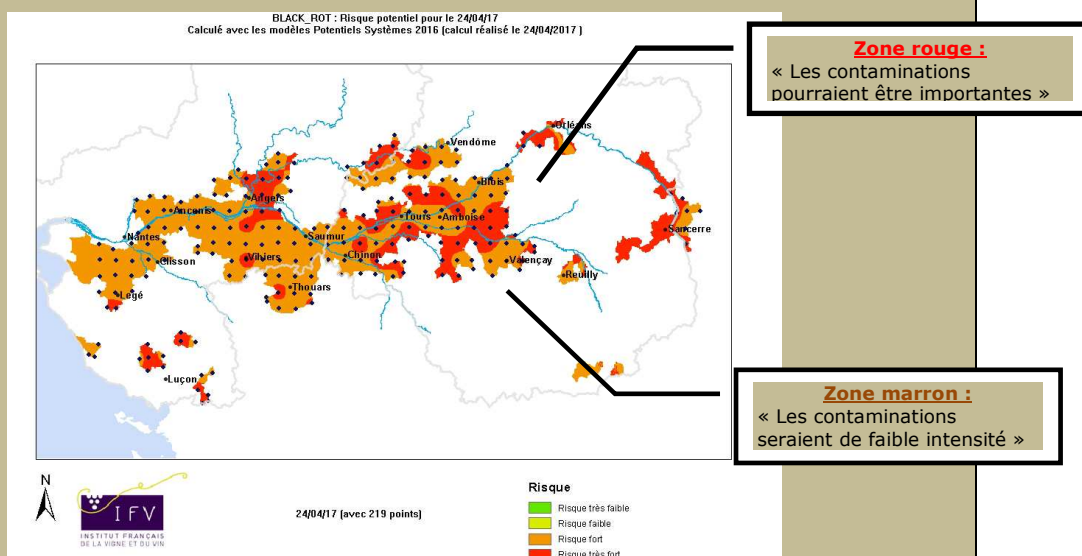 BLACK_ROT : Risque potentiel pour le 24/04/17
Calculé avec les modèles Potentiels Systèmes 2016 (calcul réalisé le 24/04/2017 )
Zone rouge :
« Les contaminations
pourraient être importantes »
Orléans
Vendôme
Blois
Angers
Ancenis
Tours
Amboise
Nantes
Saumur
Sancerre
Clisson
Vihiers
Chinon
Valençay
Reuilly
Thouars
Legé
Luçon
Zone marron :
« Les contaminations
seraient de faible intensité »
N
IFV
INSTITUT FRANÇAIS
DE LA VIGNE ET DU VIN
24/04/17 (avec 219 points)
Risque
Risque très faible
Risque faible
Risque fort
Risque très fort